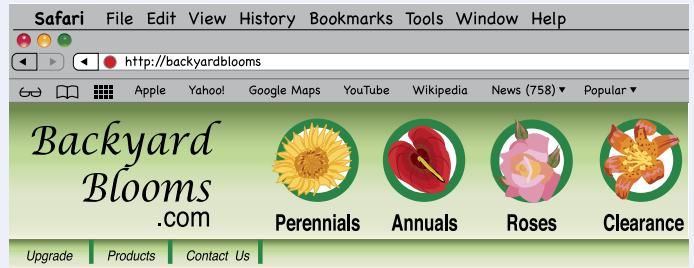 Safari File Edit View History Bookmarks Tools Window Help
http://backyardblooms
Apple Yahoo! Google Maps YouTube Wikipedia News (758) ▾ Popular ▾
Backyard
Blooms
.com
Perennials Annuals Roses Clearance
Upgrade Products Contact Us